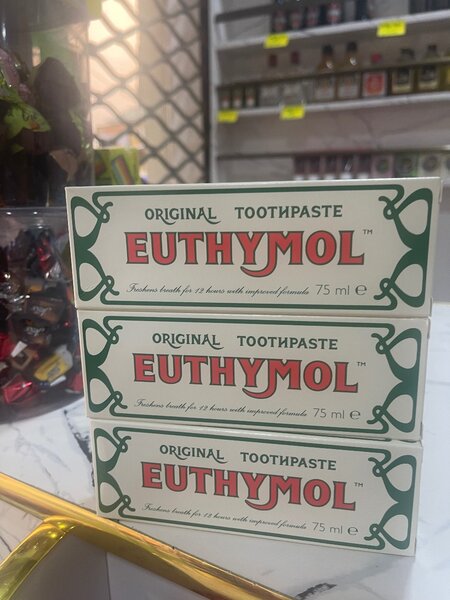 ORIGINAL TOOTHPASTE
EUTHYMOL™
Freshens breath for 12 hours with improved formula 75 ml ℮
ORIGINAL TOOTHPASTE
EUTHYMOL™
Freshens breath for 12 hours with improved formula 75 ml ℮
ORIGINAL TOOTHPASTE
EUTHYMOL™
Freshens breath for 12 hours with improved formula 75 ml ℮